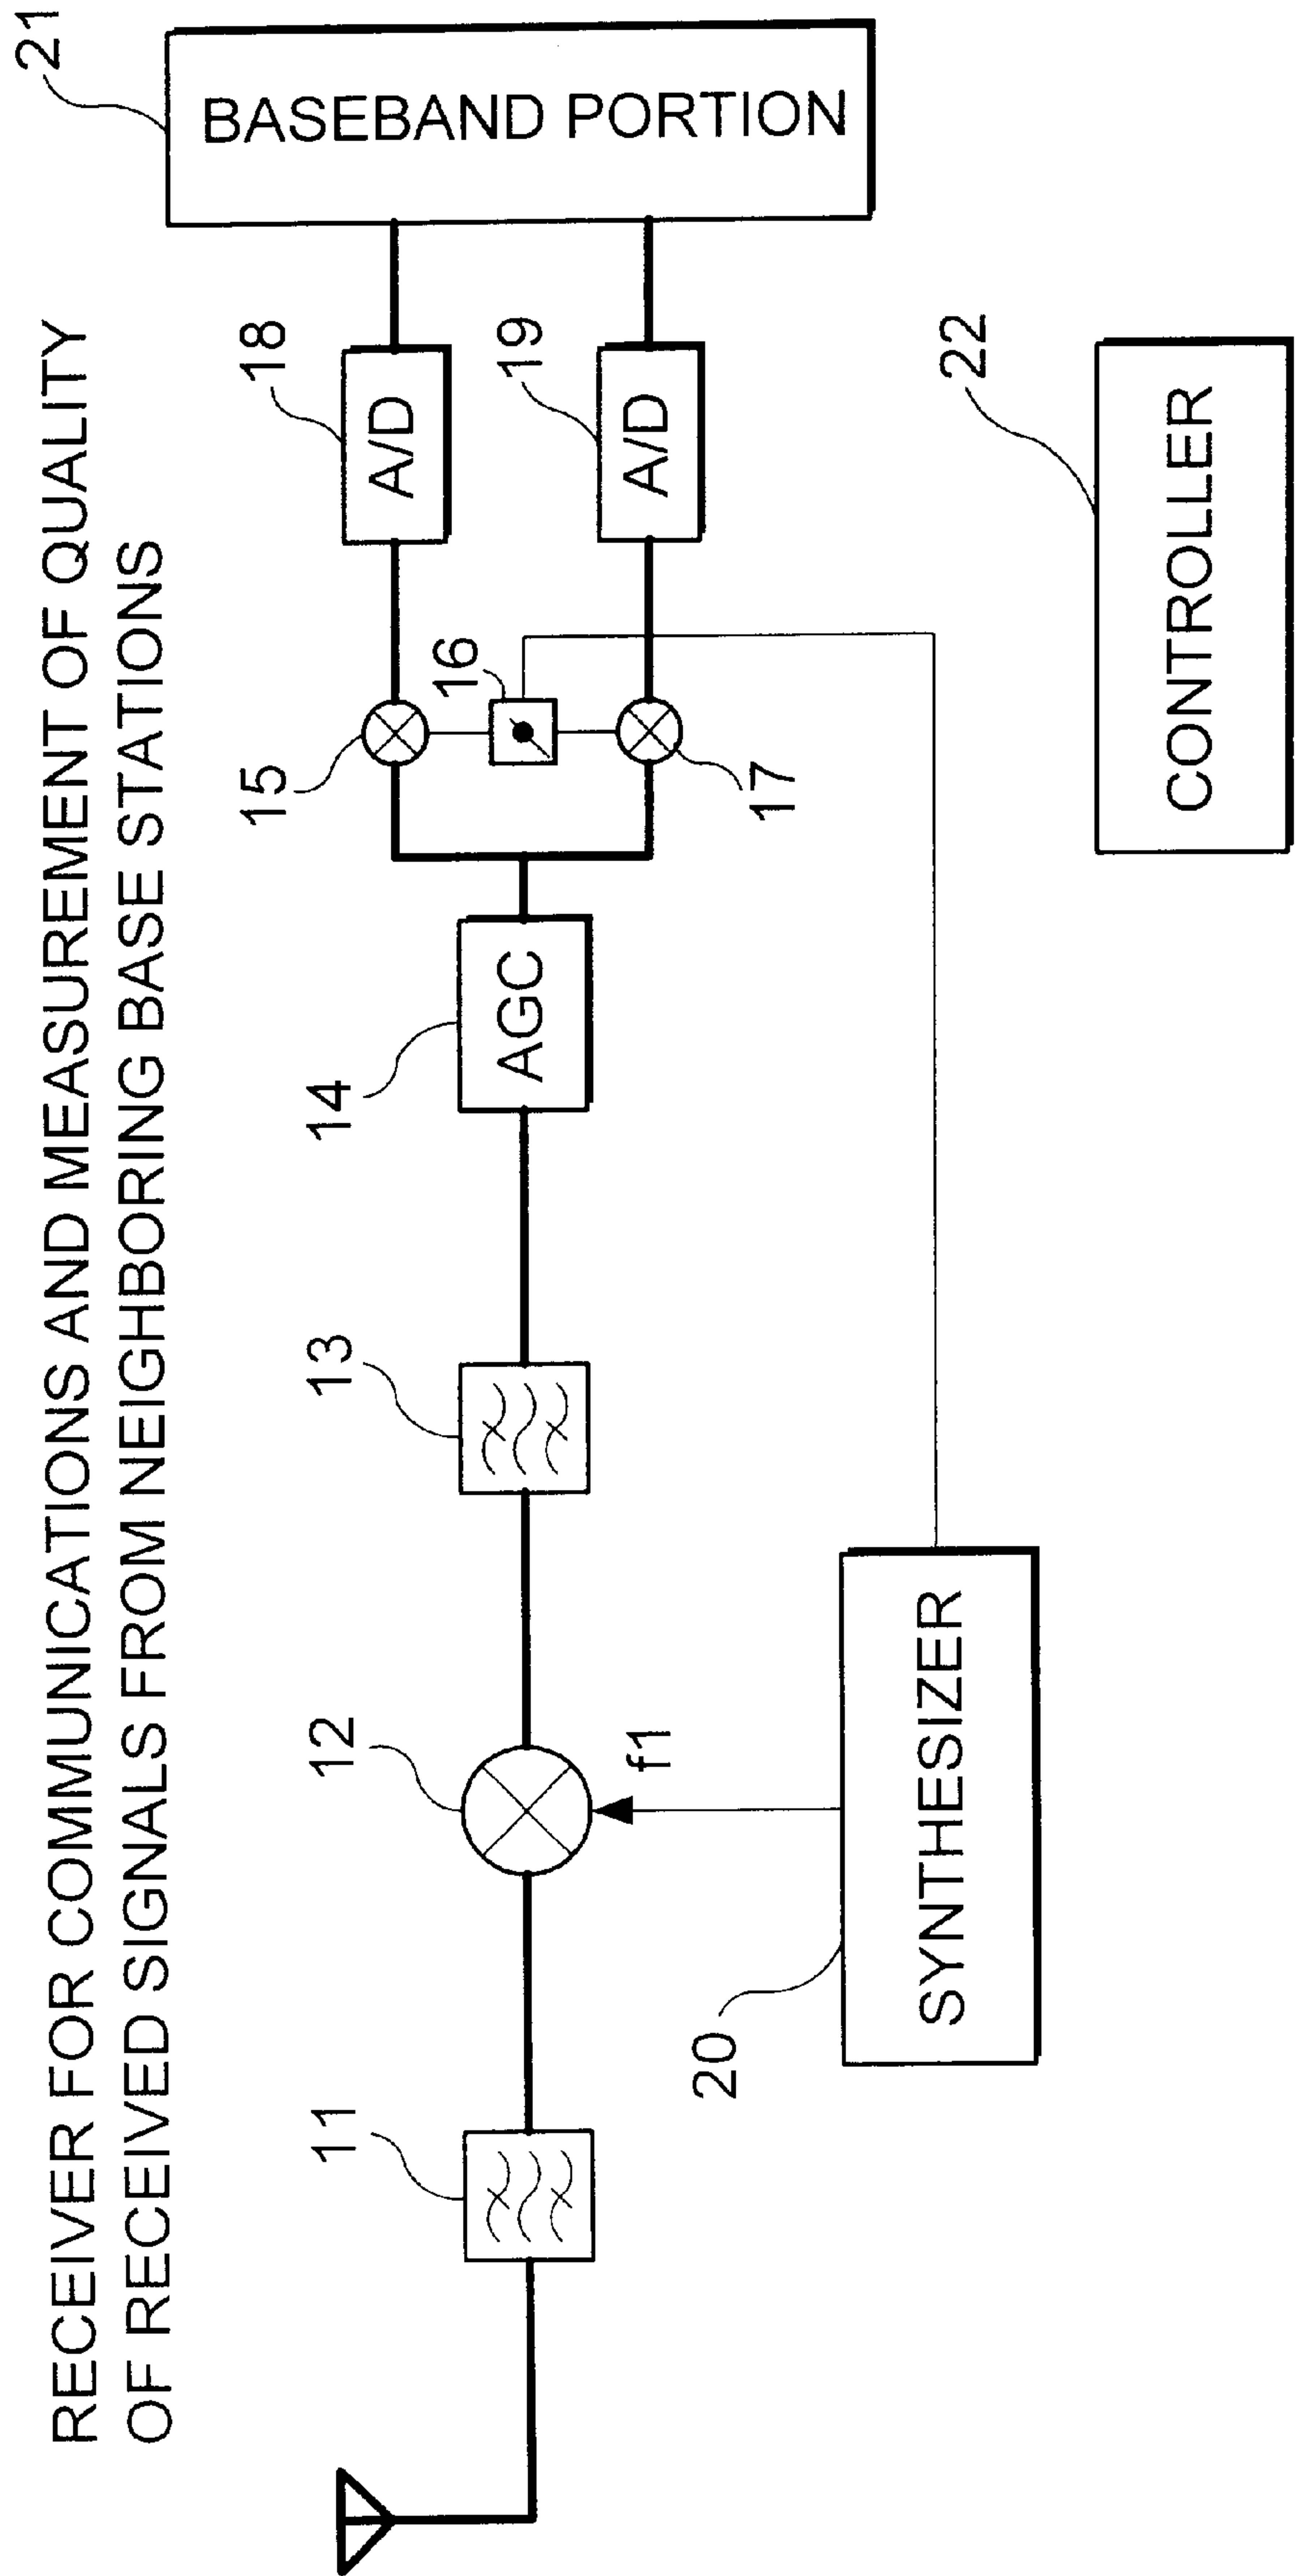 RECEIVER FOR COMMUNICATIONS AND MEASUREMENT OF QUALITY
OF RECEIVED SIGNALS FROM NEIGHBORING BASE STATIONS
11
12
13
14
AGC
15
16
17
18
A/D
19
A/D
21
BASEBAND PORTION
f1
20
SYNTHESIZER
22
CONTROLLER